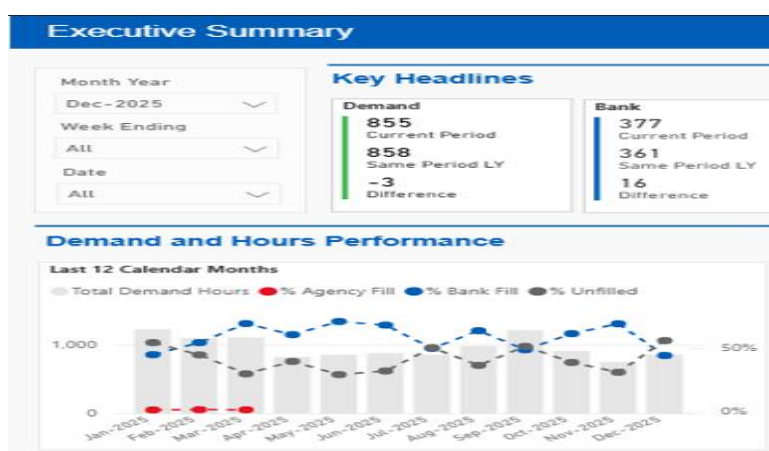 Executive Summary
Month Year
Dec-2025
Week Ending
All
Date
All
Key Headlines
Demand
855
Current Period
858
Same Period LY
-3
Difference
Bank
377
Current Period
361
Same Period LY
16
Difference
Demand and Hours Performance
Last 12 Calendar Months
Total Demand Hours % Agency Fill % Bank Fill % Unfilled
1,000
0
50%
0%
Jan-2025 Feb-2025 Mar-2025 Apr-2025 May-2025 Jun-2025 Jul-2025 Aug-2025 Sep-2025 Oct-2025 Nov-2025 Dec-2025